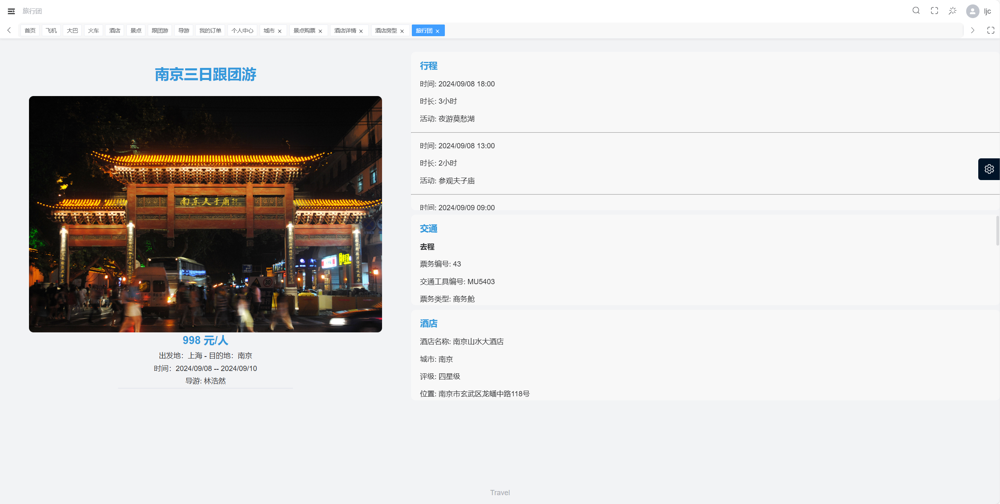 旅行团
ljc
首页 飞机 大巴 火车 酒店 景点 跟团游 导游 我的订单 个人中心 城市 景点购票 酒店详情 酒店房型 旅行团
南京三日跟团游
南京夫子庙
30
998 元/人
出发地：上海 - 目的地：南京
时间：2024/09/08 -- 2024/09/10
导游: 林浩然
行程
时间: 2024/09/08 18:00
时长: 3小时
活动: 夜游莫愁湖
时间: 2024/09/08 13:00
时长: 2小时
活动: 参观夫子庙
时间: 2024/09/09 09:00
交通
去程
票务编号: 43
交通工具编号: MU5403
票务类型: 商务舱
酒店
酒店名称: 南京山水大酒店
城市: 南京
评级: 四星级
位置: 南京市玄武区龙蟠中路118号
Travel